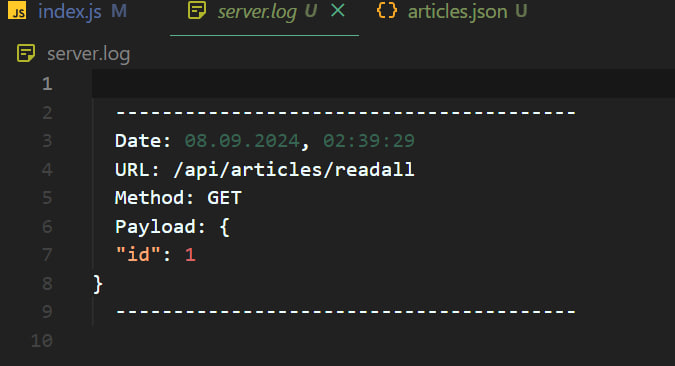 JS index.js M server.log U × {} articles.json U
server.log
1
2 ----------------------------------------
3 Date: 08.09.2024, 02:39:29
4 URL: /api/articles/readall
5 Method: GET
6 Payload: {
7 "id": 1
8 }
9 ----------------------------------------
10